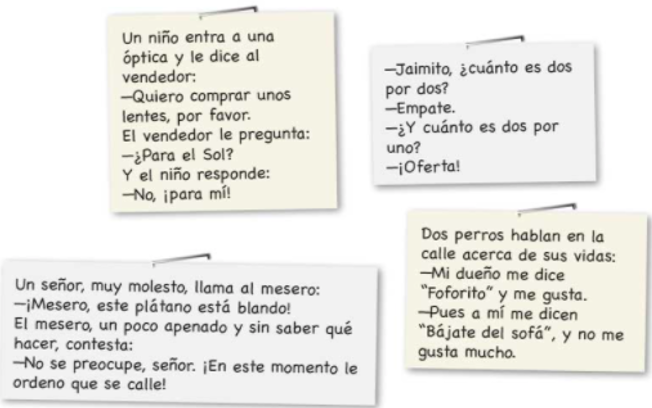 Un niño entra a una
óptica y le dice al
vendedor:
—Quiero comprar unos
lentes, por favor.
El vendedor le pregunta:
—¿Para el Sol?
Y el niño responde:
—No, ¡para mí!
—Jaimito, ¿cuánto es dos
por dos?
—Empate.
—¿Y cuánto es dos por
uno?
—¡Oferta!
Un señor, muy molesto, llama al mesero:
—¡Mesero, este plátano está blando!
El mesero, un poco apenado y sin saber qué
hacer, contesta:
—No se preocupe, señor. ¡En este momento le
ordeno que se calle!
Dos perros hablan en la
calle acerca de sus vidas:
—Mi dueño me dice
“Foforito” y me gusta.
—Pues a mí me dicen
“Bájate del sofá”, y no me
gusta mucho.